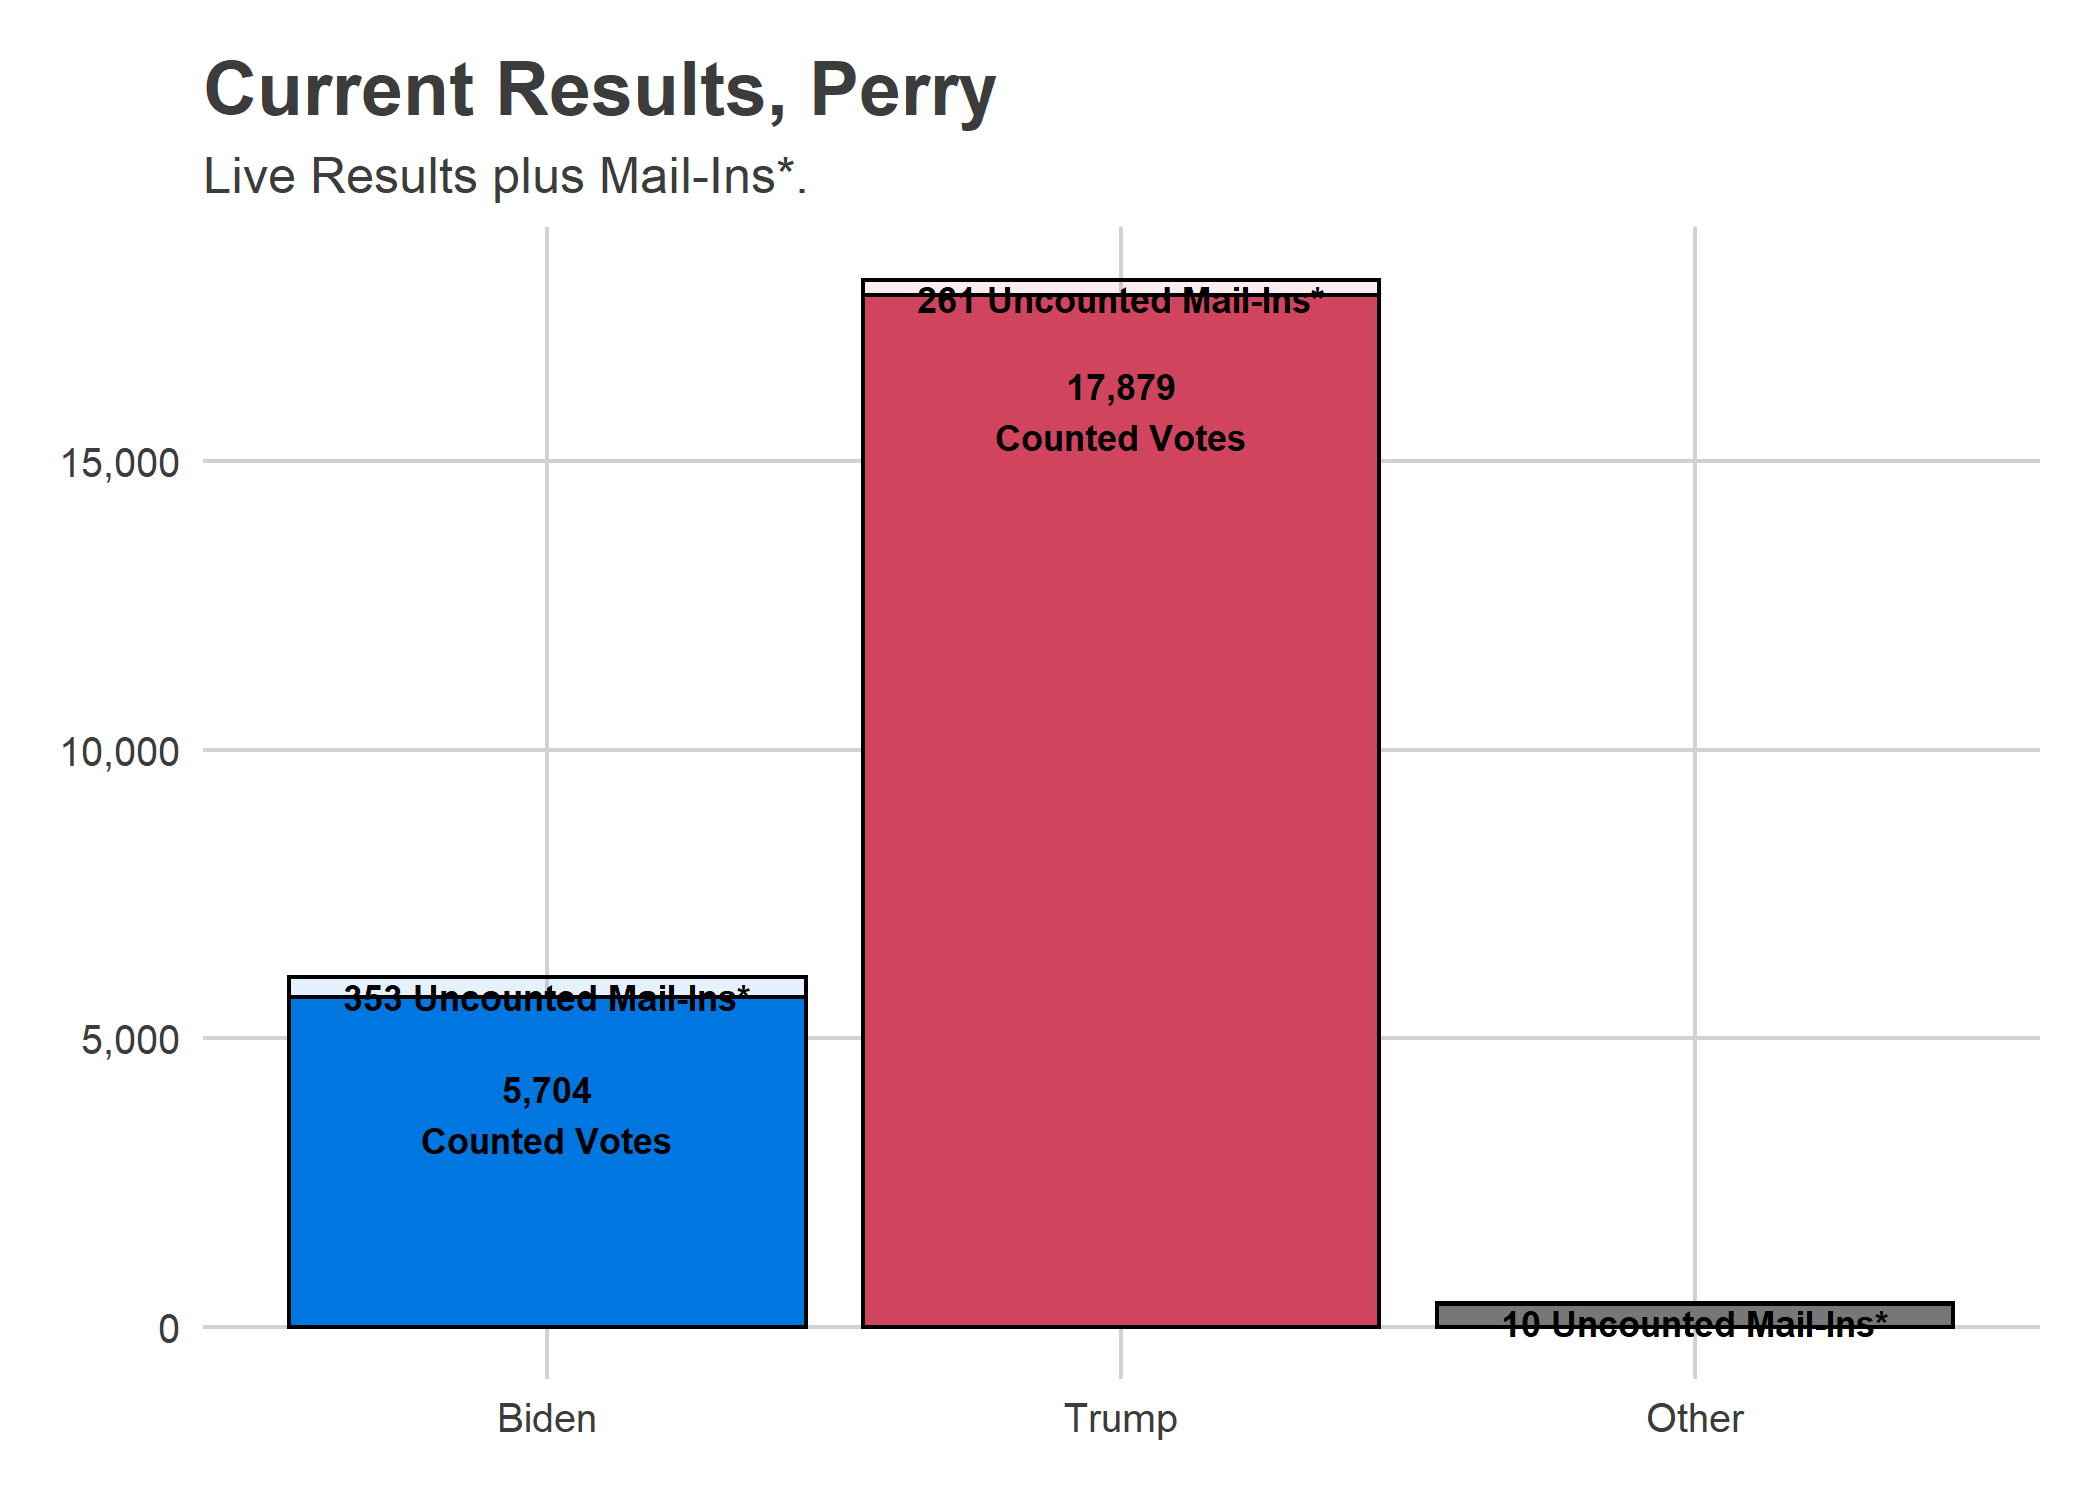 Current Results, Perry
Live Results plus Mail-Ins*.
261 Uncounted Mail-Ins*
17,879
Counted Votes
15,000
10,000
353 Uncounted Mail-Ins*
5,000
5,704
Counted Votes
0
10 Uncounted Mail-Ins*
Biden
Trump
Other